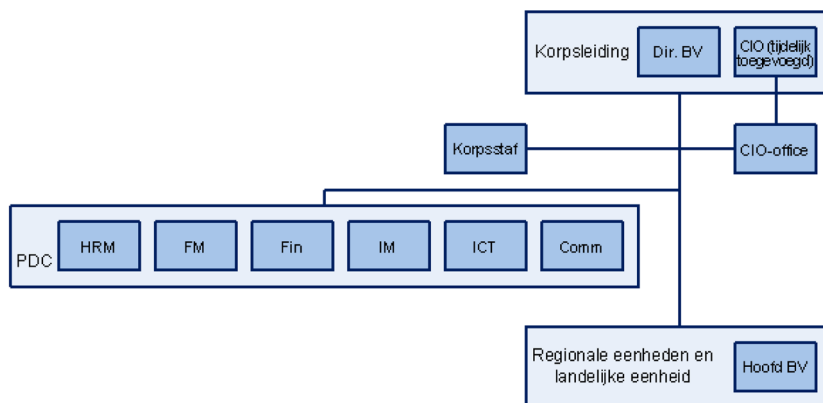 Korpsleiding
Dir. BV
CIO (tijdelijk
toegevoegd)
Korpsstaf
CIO-office
PDC
HRM
FM
Fin
IM
ICT
Comm
Regionale eenheden en
landelijke eenheid
Hoofd BV